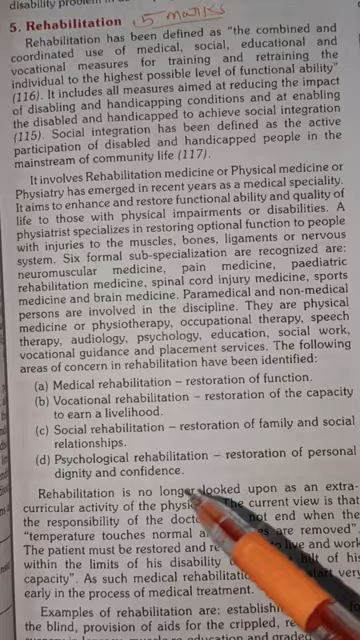 disability problem in
5. Rehabilitation 5 marks
Rehabilitation has been defined as "the combined and
coordinated use of medical, social, educational and
vocational measures for training and retraining the
individual to the highest possible level of functional ability"
(116). It includes all measures aimed at reducing the impact
of disabling and handicapping conditions and at enabling
the disabled and handicapped to achieve social integration
(115). Social integration has been defined as the active
participation of disabled and handicapped people in the
mainstream of community life (117).
It involves Rehabilitation medicine or Physical medicine or
Physiatry has emerged in recent years as a medical speciality.
It aims to enhance and restore functional ability and quality of
life to those with physical impairments or disabilities. A
physiatrist specializes in restoring optional function to people
with injuries to the muscles, bones, ligaments or nervous
system. Six formal sub-specialization are recognized are:
neuromuscular medicine, pain medicine, paediatric
rehabilitation medicine, spinal cord injury medicine, sports
medicine and brain medicine. Paramedical and non-medical
persons are involved in the discipline. They are physical
medicine or physiotherapy, occupational therapy, speech
therapy, audiology, psychology, education, social work,
vocational guidance and placement services. The following
areas of concern in rehabilitation have been identified:
(a) Medical rehabilitation – restoration of function.
(b) Vocational rehabilitation – restoration of the capacity
to earn a livelihood.
(c) Social rehabilitation – restoration of family and social
relationships.
(d) Psychological rehabilitation – restoration of personal
dignity and confidence.
Rehabilitation is no longer looked upon as an extra-
curricular activity of the The current view is that
the responsibility of the not end when the
"temperature touches normal are removed".
The patient must be restored and live and work
within the limits of his disability of his
capacity". As such medical start very
early in the process of medical treatment.
Examples of rehabilitation are:
the blind, provision of aids for the crippled,
education and graded